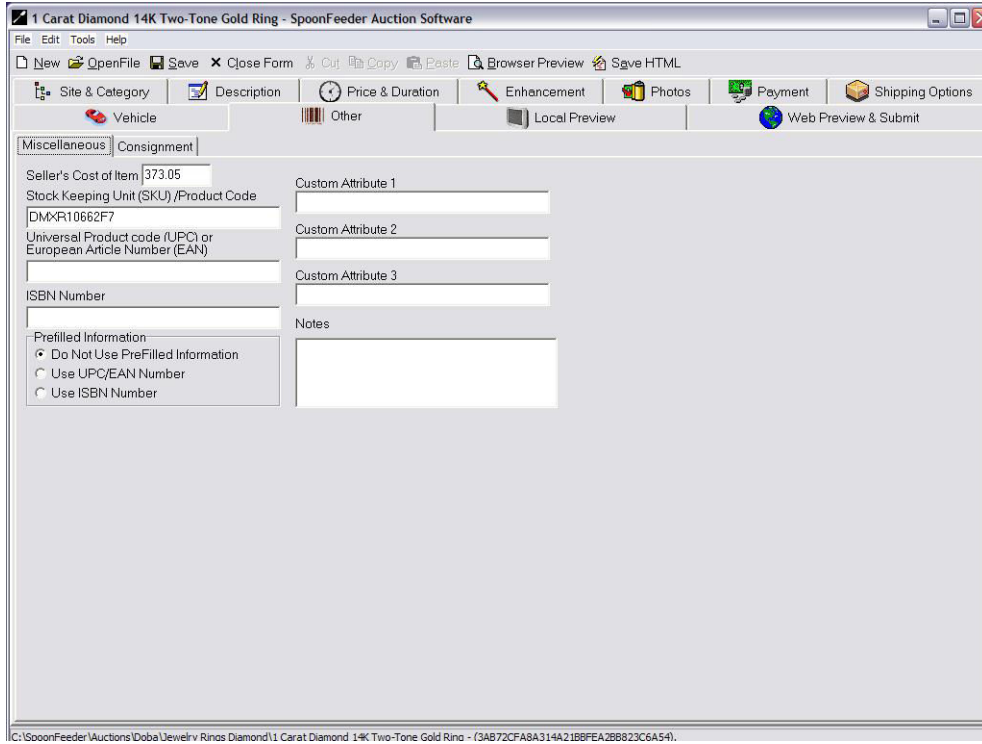 1 Carat Diamond 14K Two-Tone Gold Ring - SpoonFeeder Auction Software
File Edit Tools Help
New OpenFile Save Close Form Cut Copy Paste Browser Preview Save HTML
Site & Category Description Price & Duration Enhancement Photos Payment Shipping Options
Vehicle Other Local Preview Web Preview & Submit
Miscellaneous Consignment
Seller's Cost of Item 373.05
Stock Keeping Unit (SKU) /Product Code
DMXR10662F7
Universal Product code (UPC) or
European Article Number (EAN)
ISBN Number
Prefilled Information
Do Not Use PreFilled Information
Use UPC/EAN Number
Use ISBN Number
Custom Attribute 1
Custom Attribute 2
Custom Attribute 3
Notes
C:\SpoonFeeder\Auctions\Doba\Jewelry Rings Diamond\1 Carat Diamond 14K Two-Tone Gold Ring - (3AB72CFA8A314A21BBFEA2BB823C6A54).